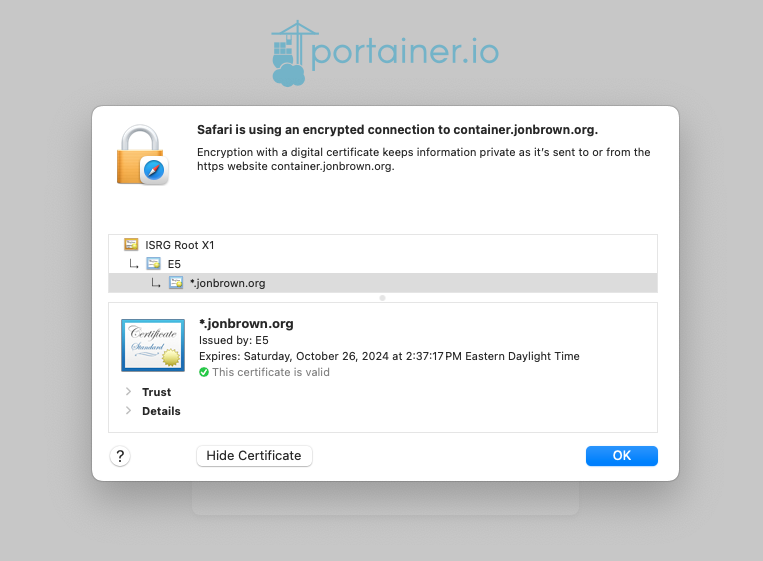 portainer.io
Safari is using an encrypted connection to container.jonbrown.org.
Encryption with a digital certificate keeps information private as it's sent to or from the
https website container.jonbrown.org.
ISRG Root X1
E5
*.jonbrown.org
Certificate
Standard
*.jonbrown.org
Issued by: E5
Expires: Saturday, October 26, 2024 at 2:37:17 PM Eastern Daylight Time
This certificate is valid
Trust
Details
?
Hide Certificate
OK